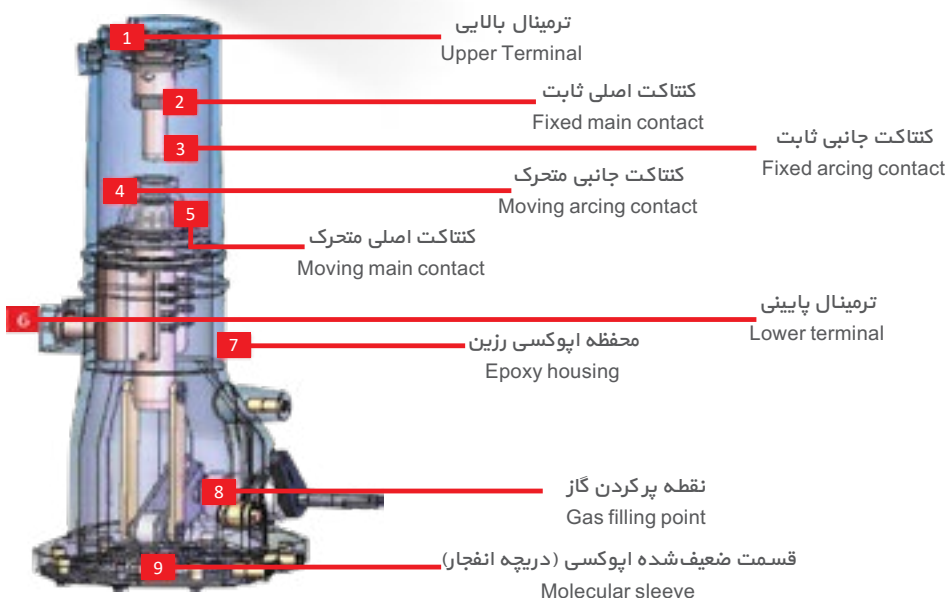 1
ترمینال بالایی
Upper Terminal
2
کنتاکت اصلی ثابت
Fixed main contact
3
کنتاکت جانبی ثابت
Fixed arcing contact
4
کنتاکت جانبی متحرک
Moving arcing contact
5
کنتاکت اصلی متحرک
Moving main contact
6
ترمینال پایینی
Lower terminal
7
محفظه اپوکسی رزین
Epoxy housing
8
نقطه پر کردن گاز
Gas filling point
9
قسمت ضعیف‌شده اپوکسی (دریچه انفجار)
Molecular sleeve